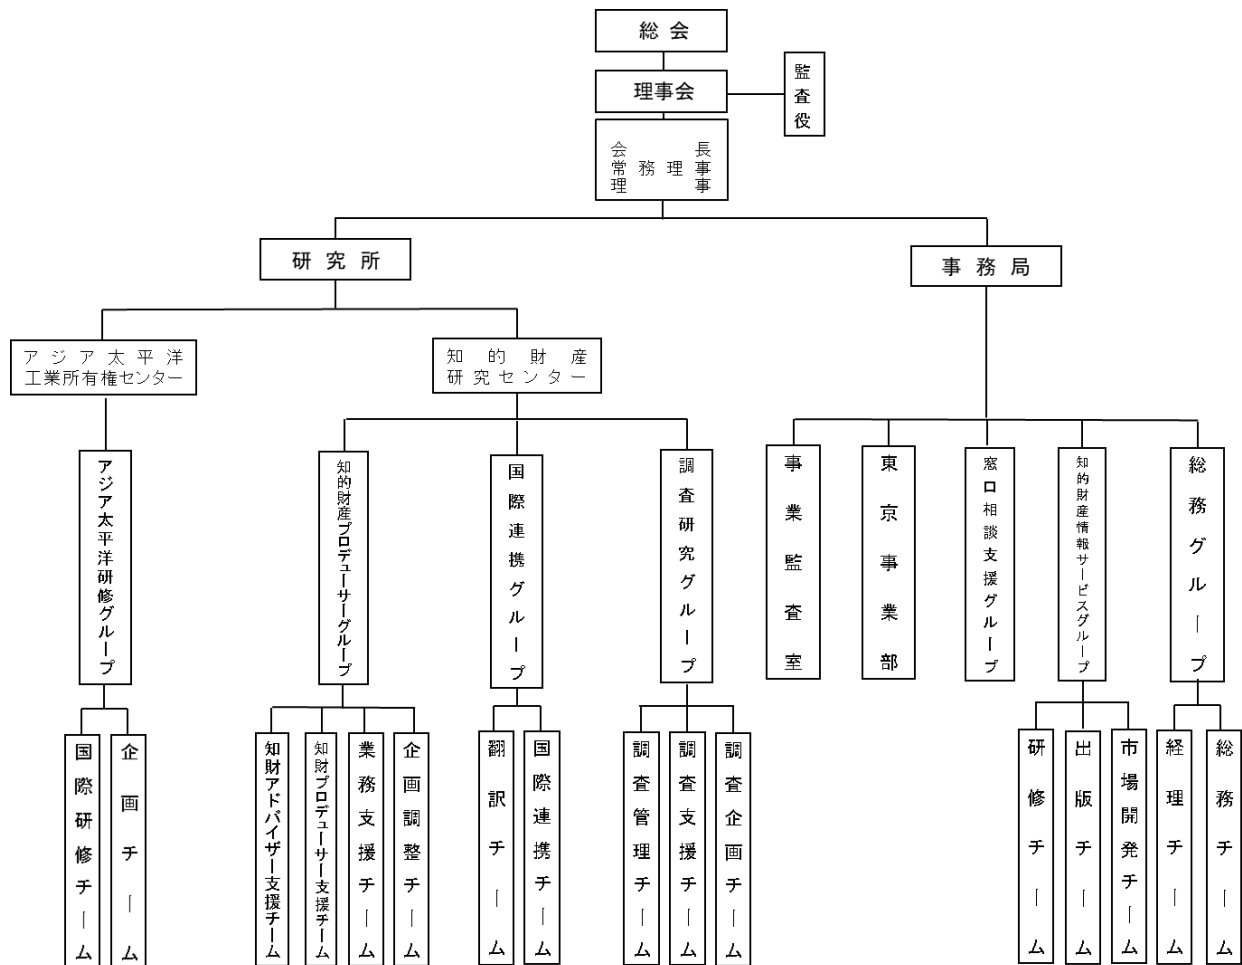 総会
理事会
監査役
会長
常務理事
理事
研究所
事務局
アジア太平洋
工業所有権センター
知的財産
研究センター
アジア太平洋研修グループ
知的財産プロデューサーグループ
国際連携グループ
調査研究グループ
事業監査室
東京事業部
窓口相談支援グループ
知的財産情報サービスグループ
総務グループ
国際研修チーム
企画チーム
知財アドバイザー支援チーム
知財プロデューサー支援チーム
業務支援チーム
企画調整チーム
翻訳チーム
国際連携チーム
調査管理チーム
調査支援チーム
調査企画チーム
研修チーム
出版チーム
市場開発チーム
経理チーム
総務チーム